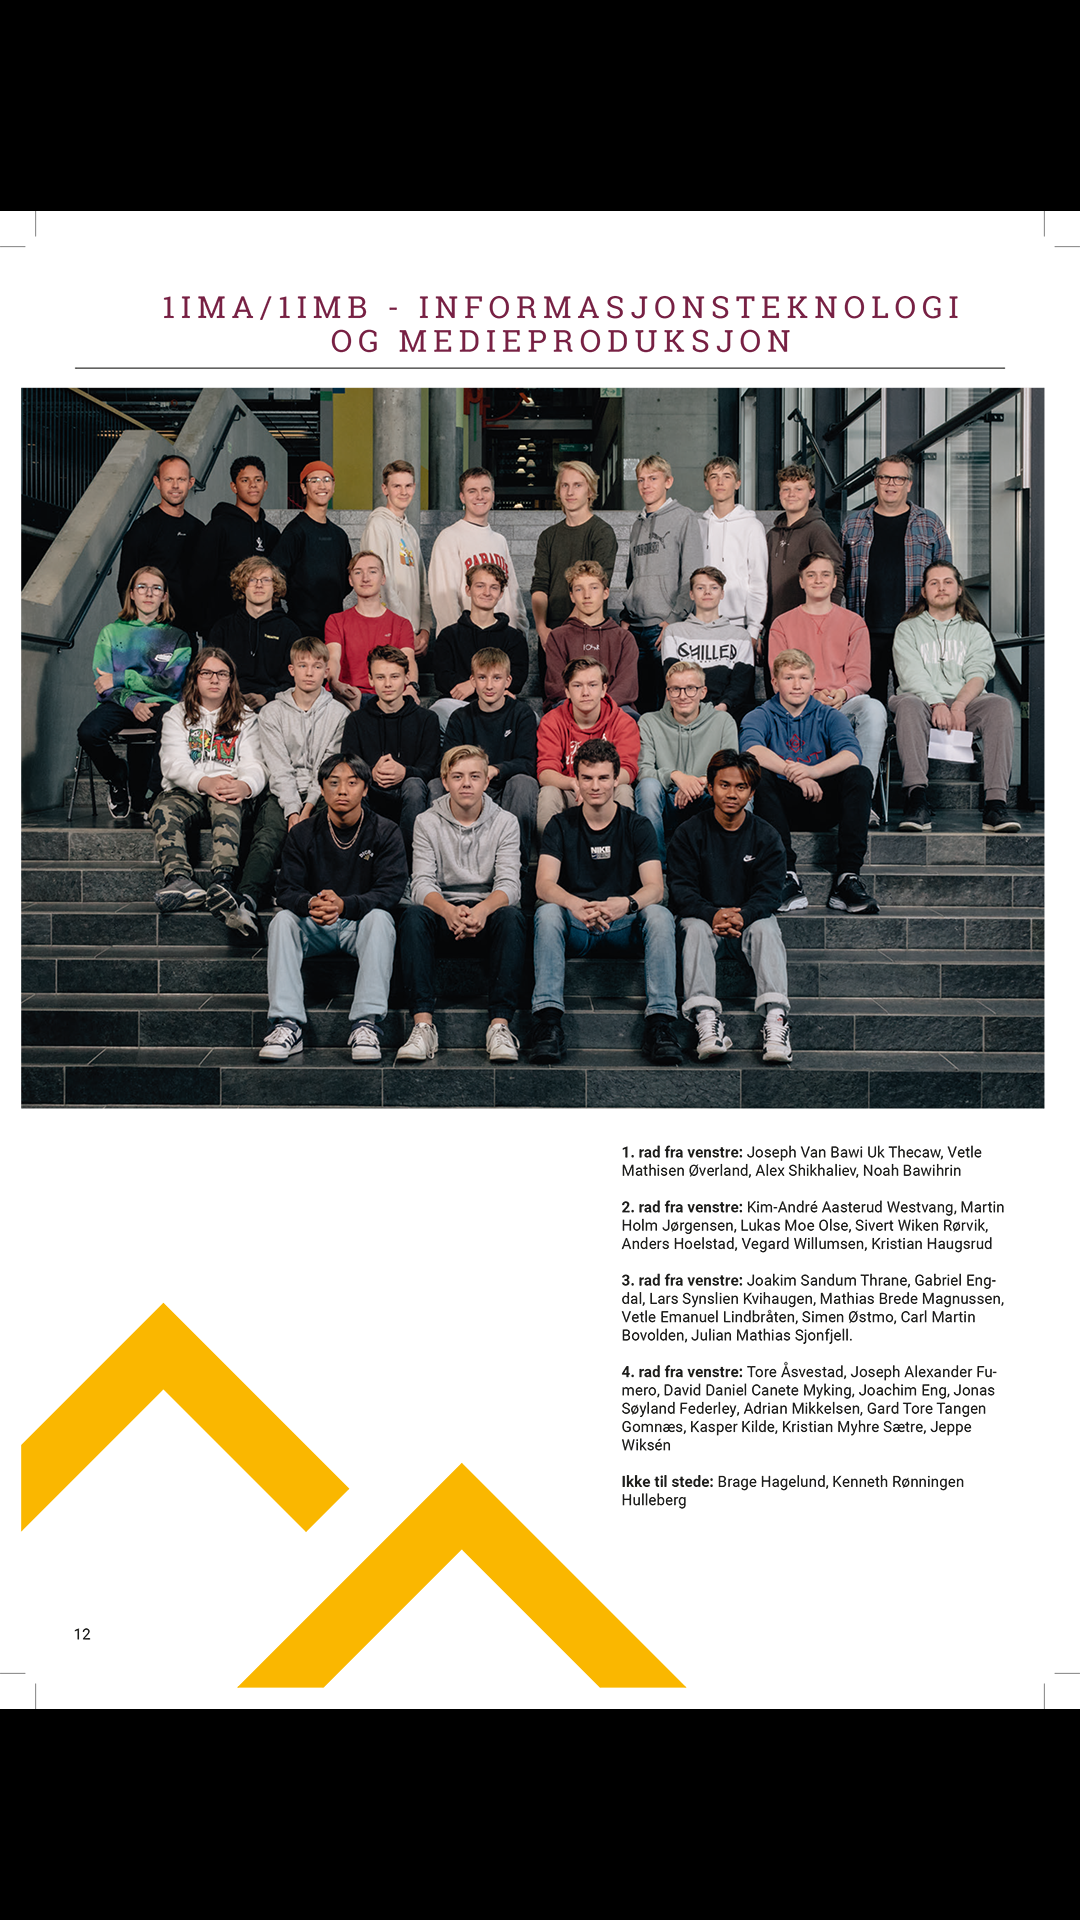 1IMA/1IMB - INFORMASJONSTEKNOLOGI
OG MEDIEPRODUKSJON
CHILLED
NIKE
1. rad fra venstre: Joseph Van Bawi Uk Thecaw, Vetle
Mathisen Øverland, Alex Shikhaliev, Noah Bawihrin
2. rad fra venstre: Kim-André Aasterud Westvang, Martin
Holm Jørgensen, Lukas Moe Olse, Sivert Wiken Rørvik,
Anders Hoelstad, Vegard Willumsen, Kristian Haugsrud
3. rad fra venstre: Joakim Sandum Thrane, Gabriel Eng-
dal, Lars Synslien Kvihaugen, Mathias Brede Magnussen,
Vetle Emanuel Lindbråten, Simen Østmo, Carl Martin
Bovolden, Julian Mathias Sjonfjell.
4. rad fra venstre: Tore Åsvestad, Joseph Alexander Fu-
mero, David Daniel Canete Myking, Joachim Eng, Jonas
Søyland Federley, Adrian Mikkelsen, Gard Tore Tangen
Gomnæs, Kasper Kilde, Kristian Myhre Sætre, Jeppe
Wiksén
Ikke til stede: Brage Hagelund, Kenneth Rønningen
Hulleberg
12